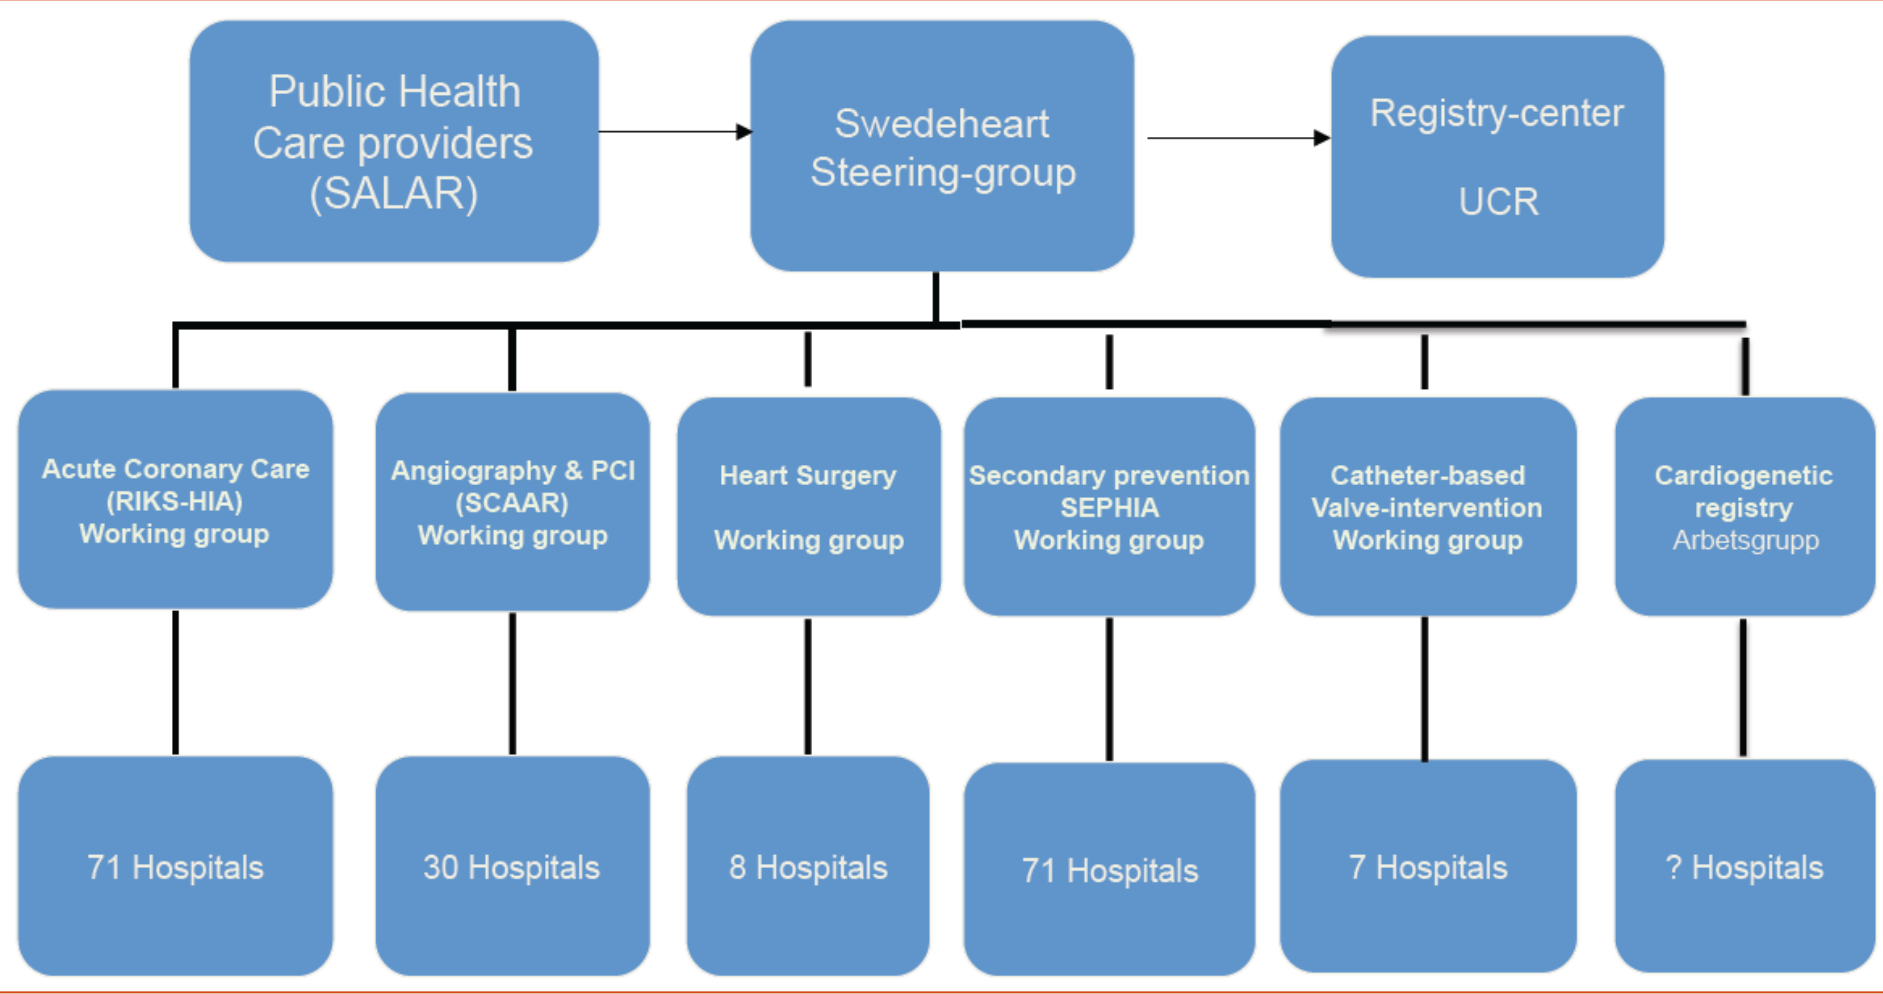 Public Health
Care providers
(SALAR)
Swedeheart
Steering-group
Registry-center
UCR
Acute Coronary Care
(RIKS-HIA)
Working group
Angiography & PCI
(SCAAR)
Working group
Heart Surgery
Working group
Secondary prevention
SEPHIA
Working group
Catheter-based
Valve-intervention
Working group
Cardiogenetic
registry
Arbetsgrupp
71 Hospitals
30 Hospitals
8 Hospitals
71 Hospitals
7 Hospitals
? Hospitals